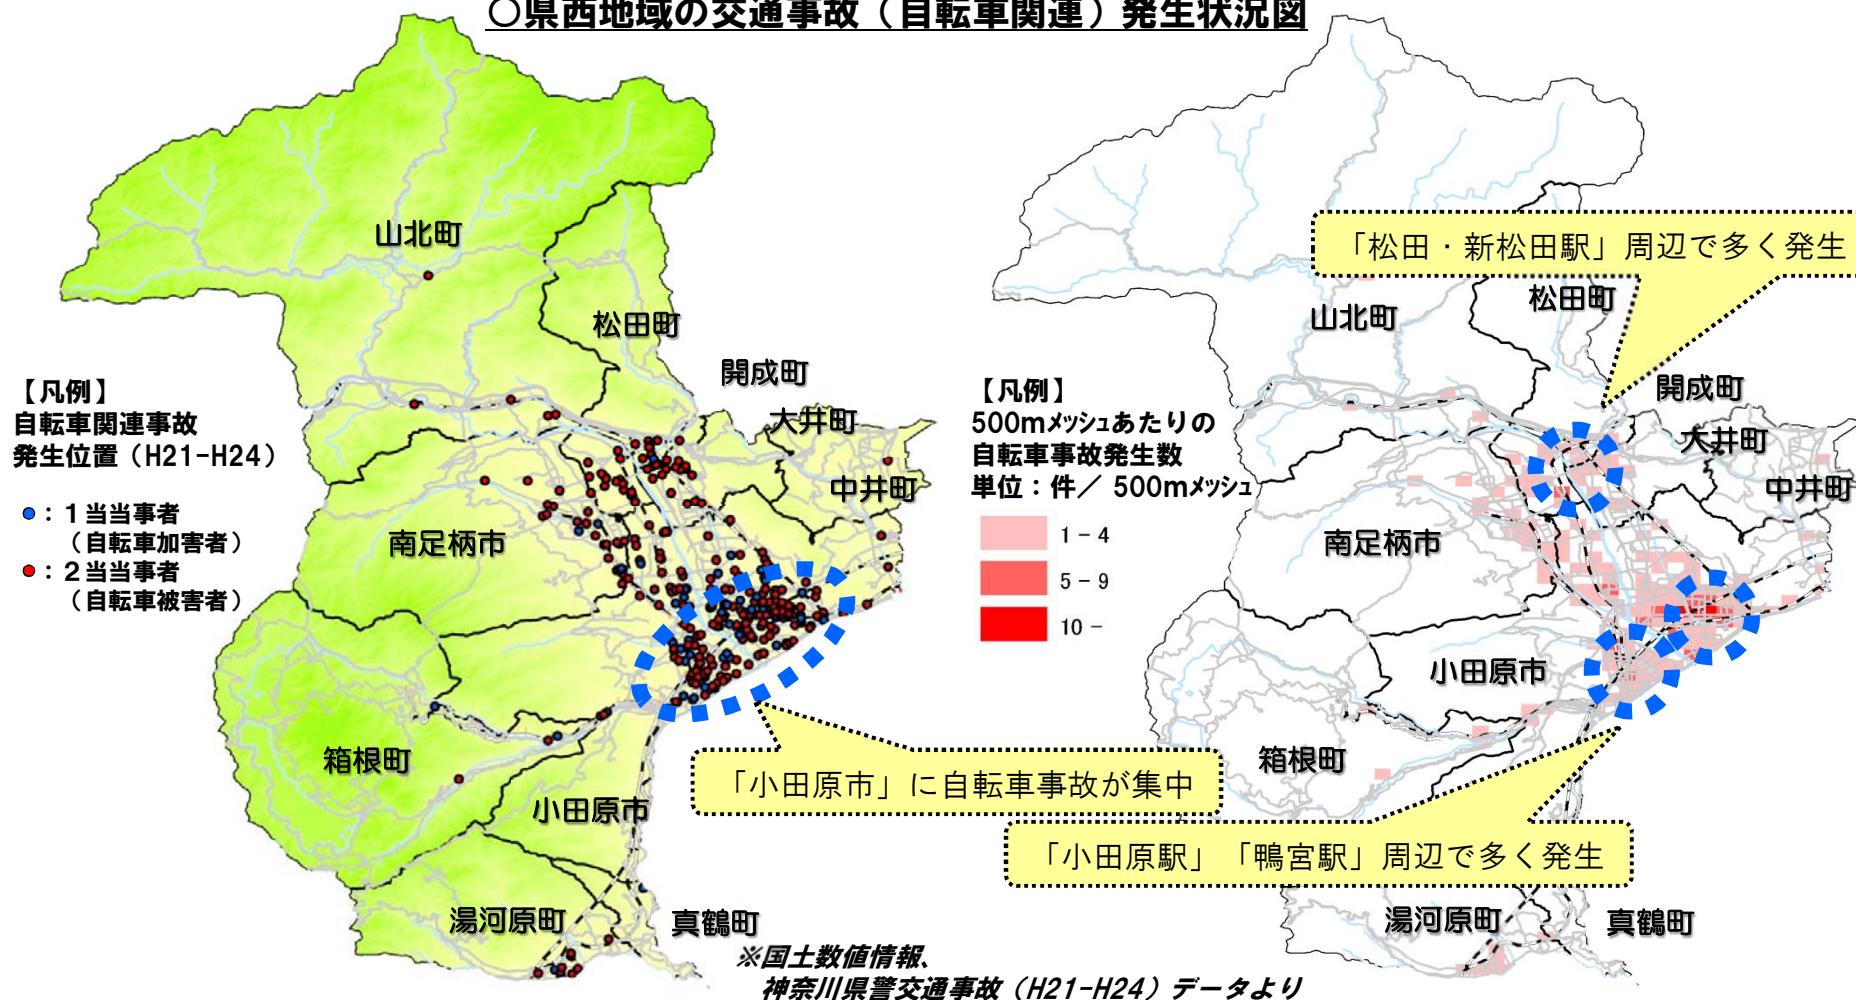 ○県西地域の交通事故（自転車関連）発生状況図
山北町
松田町
開成町
大井町
中井町
南足柄市
箱根町
小田原市
湯河原町
真鶴町
【凡例】
自転車関連事故
発生位置（H21-H24）
●：１当当事者
（自転車加害者）
●：２当当事者
（自転車被害者）
「小田原市」に自転車事故が集中
※国土数値情報、
神奈川県警交通事故（H21-H24）データより
「松田・新松田駅」周辺で多く発生
松田町
山北町
開成町
大井町
中井町
南足柄市
小田原市
箱根町
湯河原町
真鶴町
【凡例】
500mメッシュあたりの
自転車事故発生数
単位：件／ 500mメッシュ
1 - 4
5 - 9
10 -
「小田原駅」「鴨宮駅」周辺で多く発生